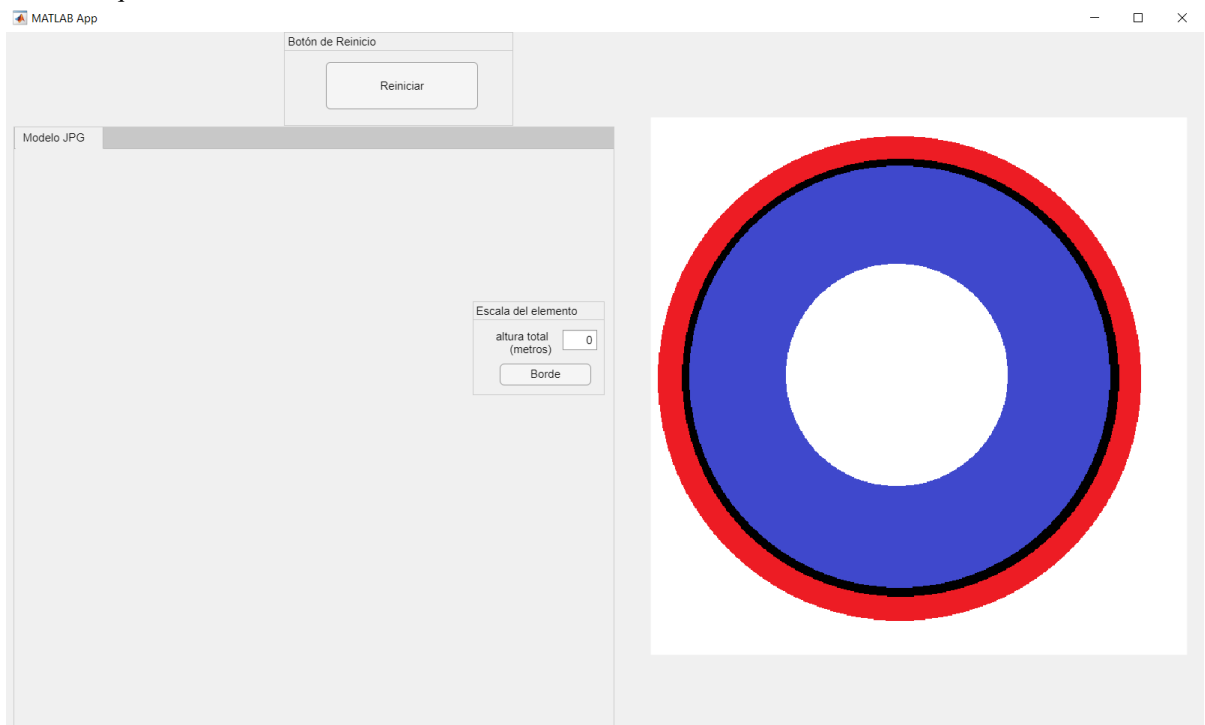 MATLAB App
Botón de Reinicio
Reiniciar
Modelo JPG
Escala del elemento
altura total
(metros)
0
Borde